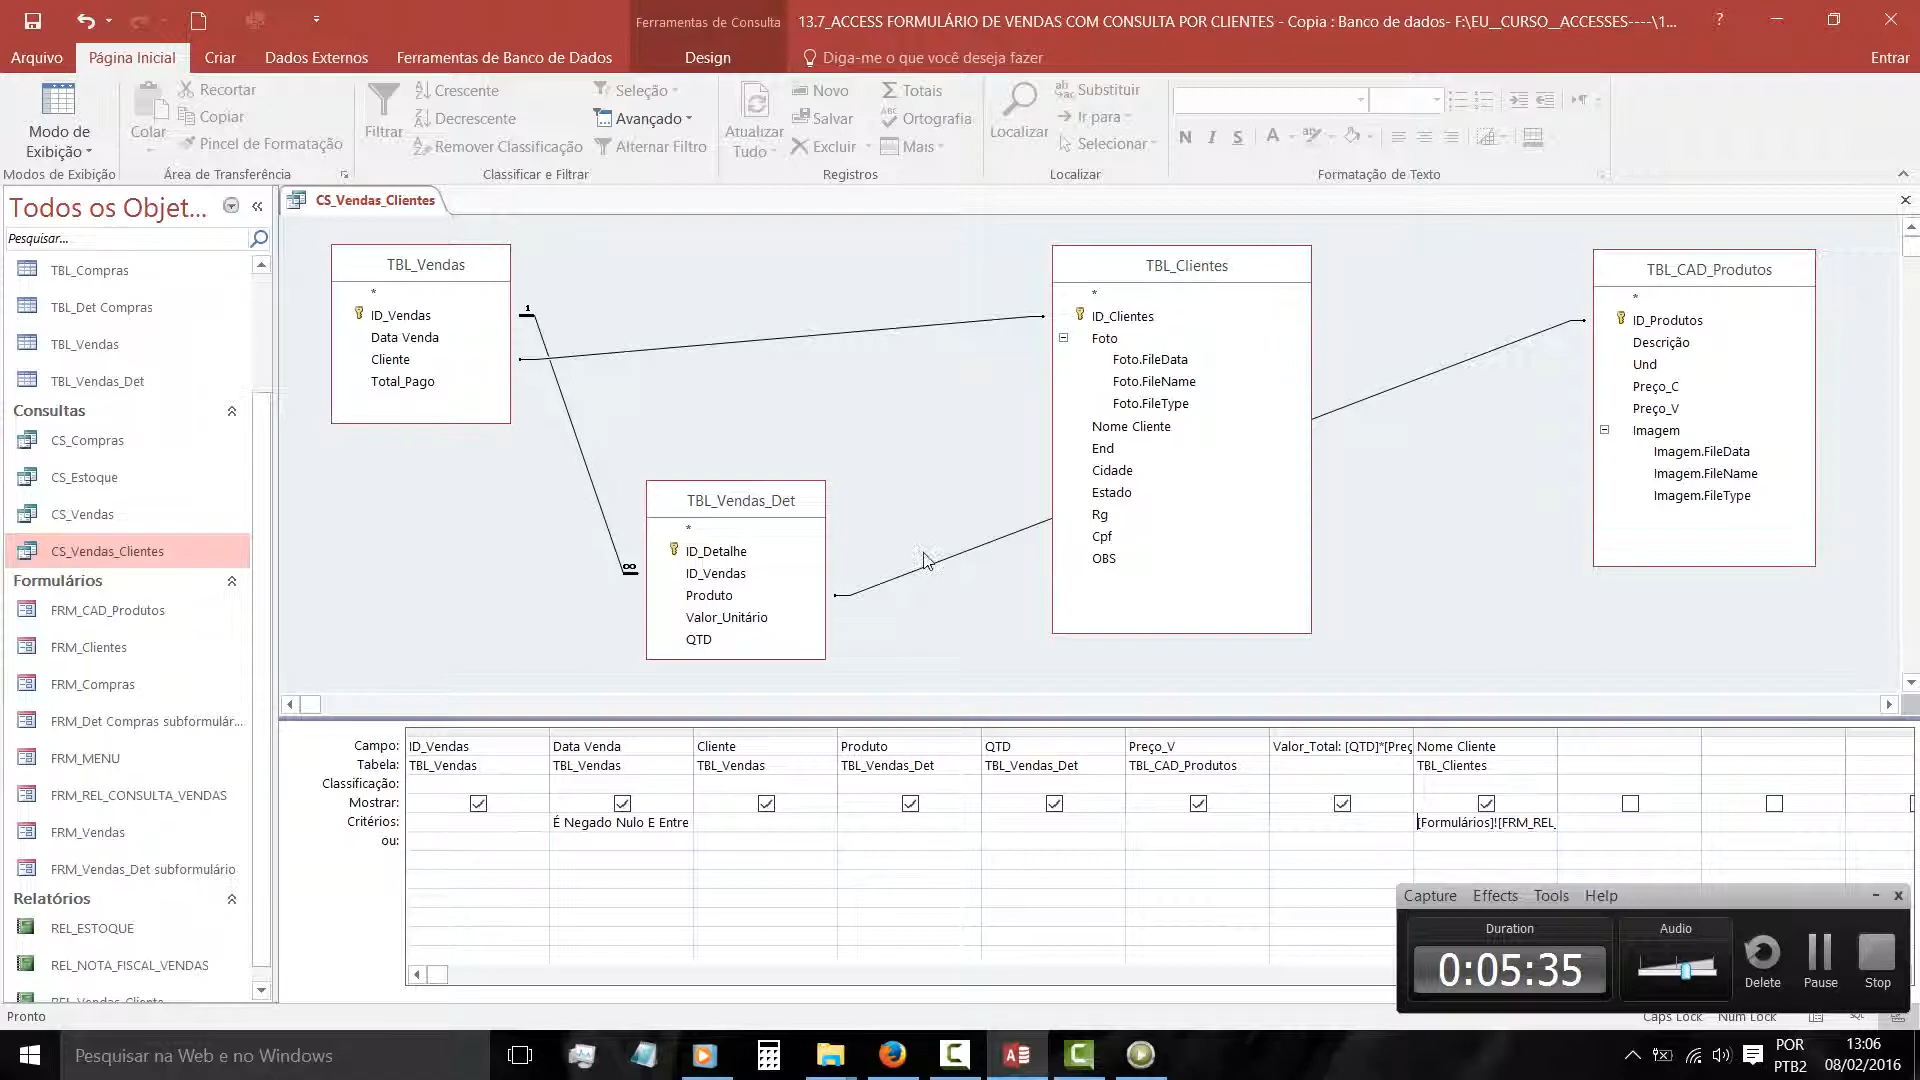 Ferramentas de Consulta
13.7_ACCESS FORMULÁRIO DE VENDAS COM CONSULTA POR CLIENTES - Copia : Banco de dados- F:\EU__CURSO__ACCESSES----\1...
Arquivo
Página Inicial
Criar
Dados Externos
Ferramentas de Banco de Dados
Design
Diga-me o que você deseja fazer
Entrar
Modo de Exibição
Modos de Exibição
Colar
Recortar
Copiar
Pincel de Formatação
Área de Transferência
Filtrar
Crescente
Decrescente
Remover Classificação
Seleção
Avançado
Alternar Filtro
Classificar e Filtrar
Atualizar Tudo
Novo
Salvar
Excluir
Totais
Ortografia
Mais
Registros
Localizar
Substituir
Ir para
Selecionar
Localizar
N I S
A
Formatação de Texto
Todos os Objet...
Pesquisar...
TBL_Compras
TBL_Det Compras
TBL_Vendas
TBL_Vendas_Det
Consultas
CS_Compras
CS_Estoque
CS_Vendas
CS_Vendas_Clientes
Formulários
FRM_CAD_Produtos
FRM_Clientes
FRM_Compras
FRM_Det Compras subformulár...
FRM_MENU
FRM_REL_CONSULTA_VENDAS
FRM_Vendas
FRM_Vendas_Det subformulário
Relatórios
REL_ESTOQUE
REL_NOTA_FISCAL_VENDAS
CS_Vendas_Clientes
TBL_Vendas
*
ID_Vendas
Data Venda
Cliente
Total_Pago
1
∞
TBL_Vendas_Det
*
ID_Detalhe
ID_Vendas
Produto
Valor_Unitário
QTD
TBL_Clientes
*
ID_Clientes
Foto
Foto.FileData
Foto.FileName
Foto.FileType
Nome Cliente
End
Cidade
Estado
Rg
Cpf
OBS
TBL_CAD_Produtos
*
ID_Produtos
Descrição
Und
Preço_C
Preço_V
Imagem
Imagem.FileData
Imagem.FileName
Imagem.FileType
Campo: ID_Vendas Data Venda Cliente Produto QTD Preço_V Valor_Total: [QTD]*[Preç Nome Cliente
Tabela: TBL_Vendas TBL_Vendas TBL_Vendas TBL_Vendas_Det TBL_Vendas_Det TBL_CAD_Produtos TBL_Clientes
Classificação:
Mostrar:
Critérios: É Negado Nulo E Entre [Formulários]![FRM_REL_
ou:
Capture Effects Tools Help
Duration
0:05:35
Audio
Delete
Pause
Stop
Pronto
Caps Lock Num Lock
Pesquisar na Web e no Windows
POR
PTB2
13:06
08/02/2016